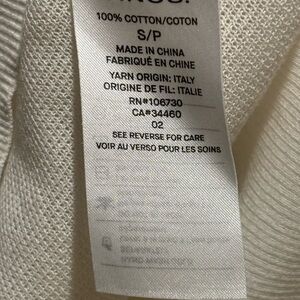 100% COTTON/COTON
S/P
MADE IN CHINA
FABRIQUÉ EN CHINE
YARN ORIGIN: ITALY
ORIGINE DE FIL: ITALIE
RN#106730
CA#34460
02
SEE REVERSE FOR CARE
VOIR AU VERSO POUR LES SOINS